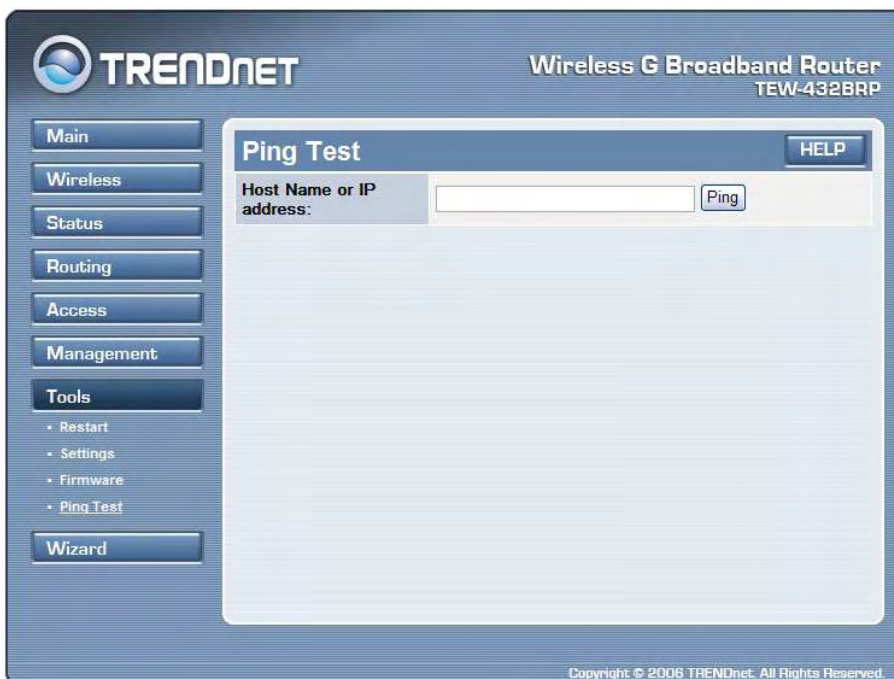 TRENDNET
Wireless G Broadband Router
TEW-432BRP
Main
Wireless
Status
Routing
Access
Management
Tools
Restart
Settings
Firmware
Ping Test
Wizard
Ping Test
HELP
Host Name or IP
address:
Ping
Copyright © 2006 TRENDnet. All Rights Reserved.